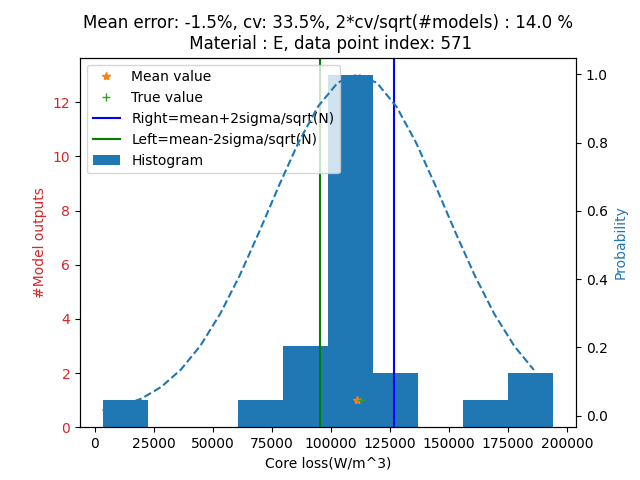 Mean error: -1.5%, cv: 33.5%, 2*cv/sqrt(#models) : 14.0 %
Material : E, data point index: 571
Mean value
True value
Right=mean+2sigma/sqrt(N)
Left=mean-2sigma/sqrt(N)
Histogram
#Model outputs
12
10
8
6
4
2
0
Probability
1.0
0.8
0.6
0.4
0.2
0.0
0 25000 50000 75000 100000 125000 150000 175000 200000
Core loss(W/m^3)